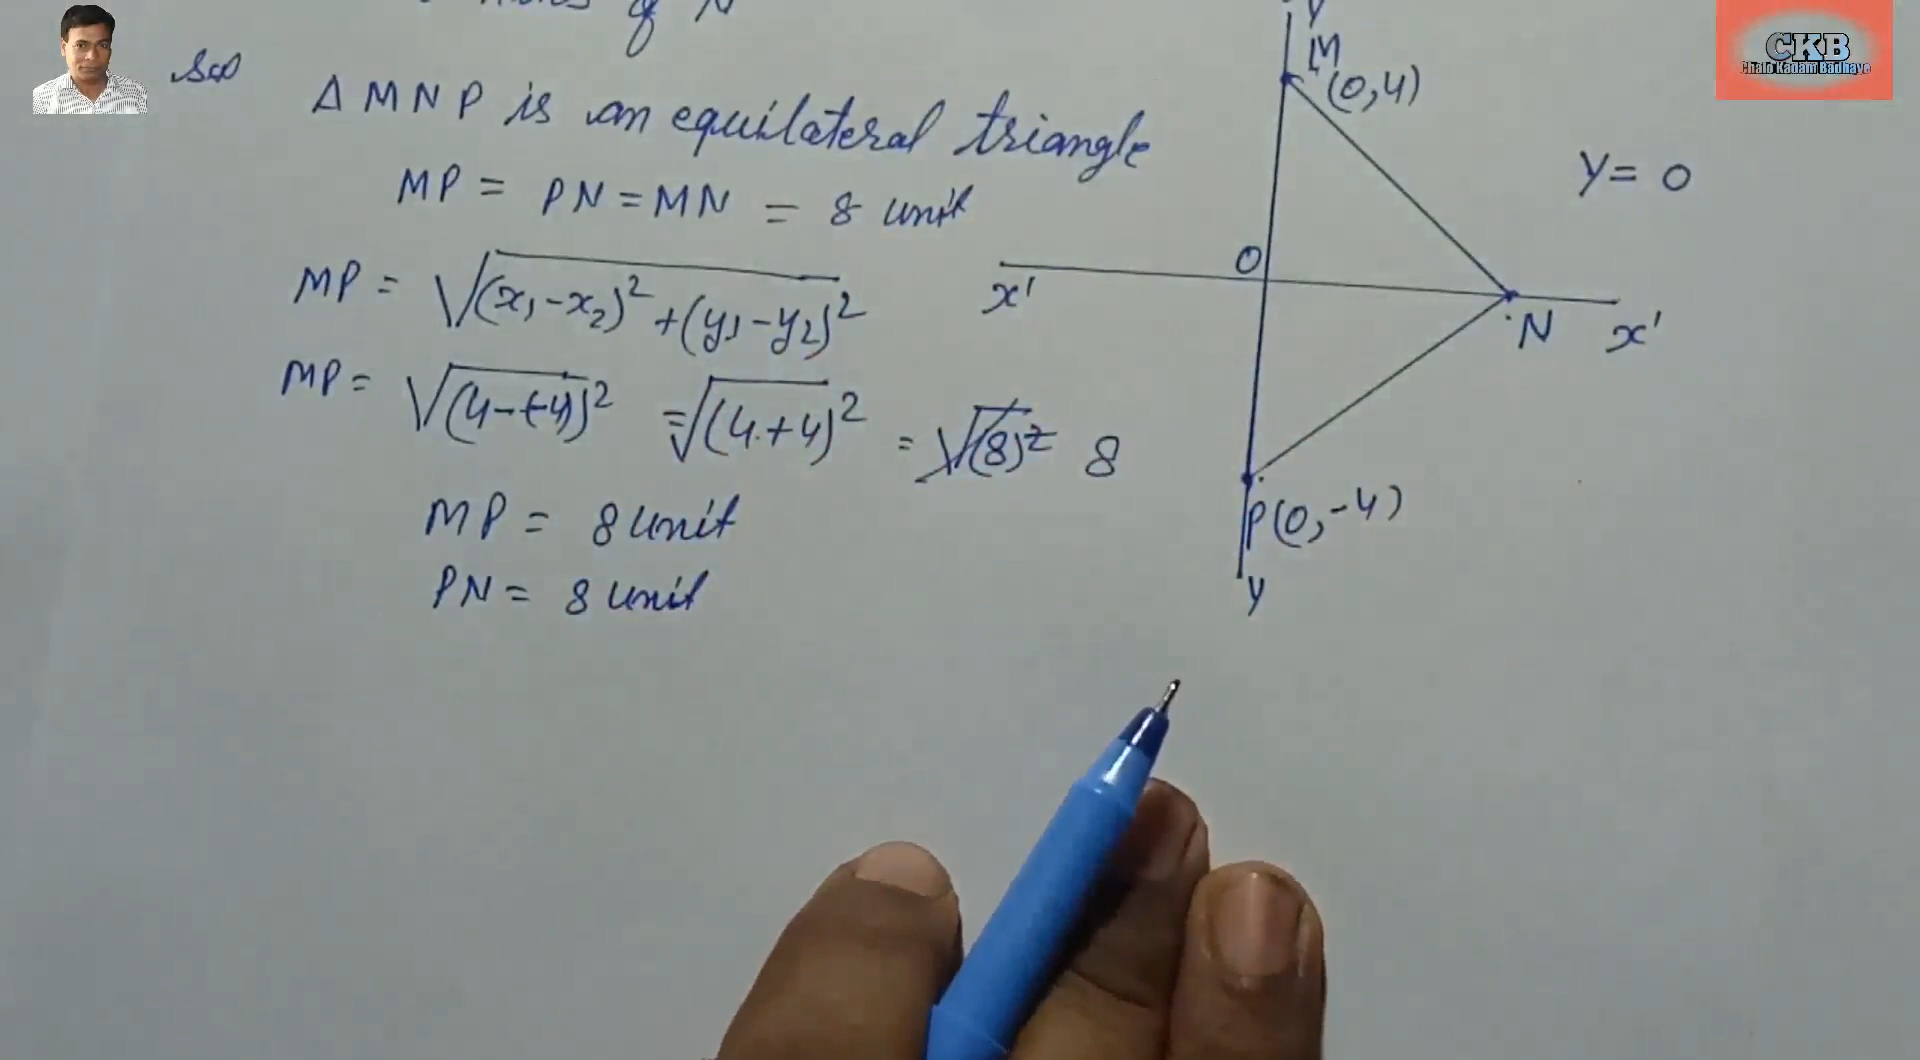 of N
Sol
Δ MNP is an equilateral triangle
MP = PN = MN = 8 unit
MP = √(x₁-x₂)² + (y₁-y₂)²
MP = √(4-(-4))² = √(4+4)² = √(8)² 8
MP = 8 unit
PN = 8 unit
y
M
(0,4)
Y = 0
O
x'
N
x'
P(0,-4)
y
CKB
Chalo Kadam Badhaye